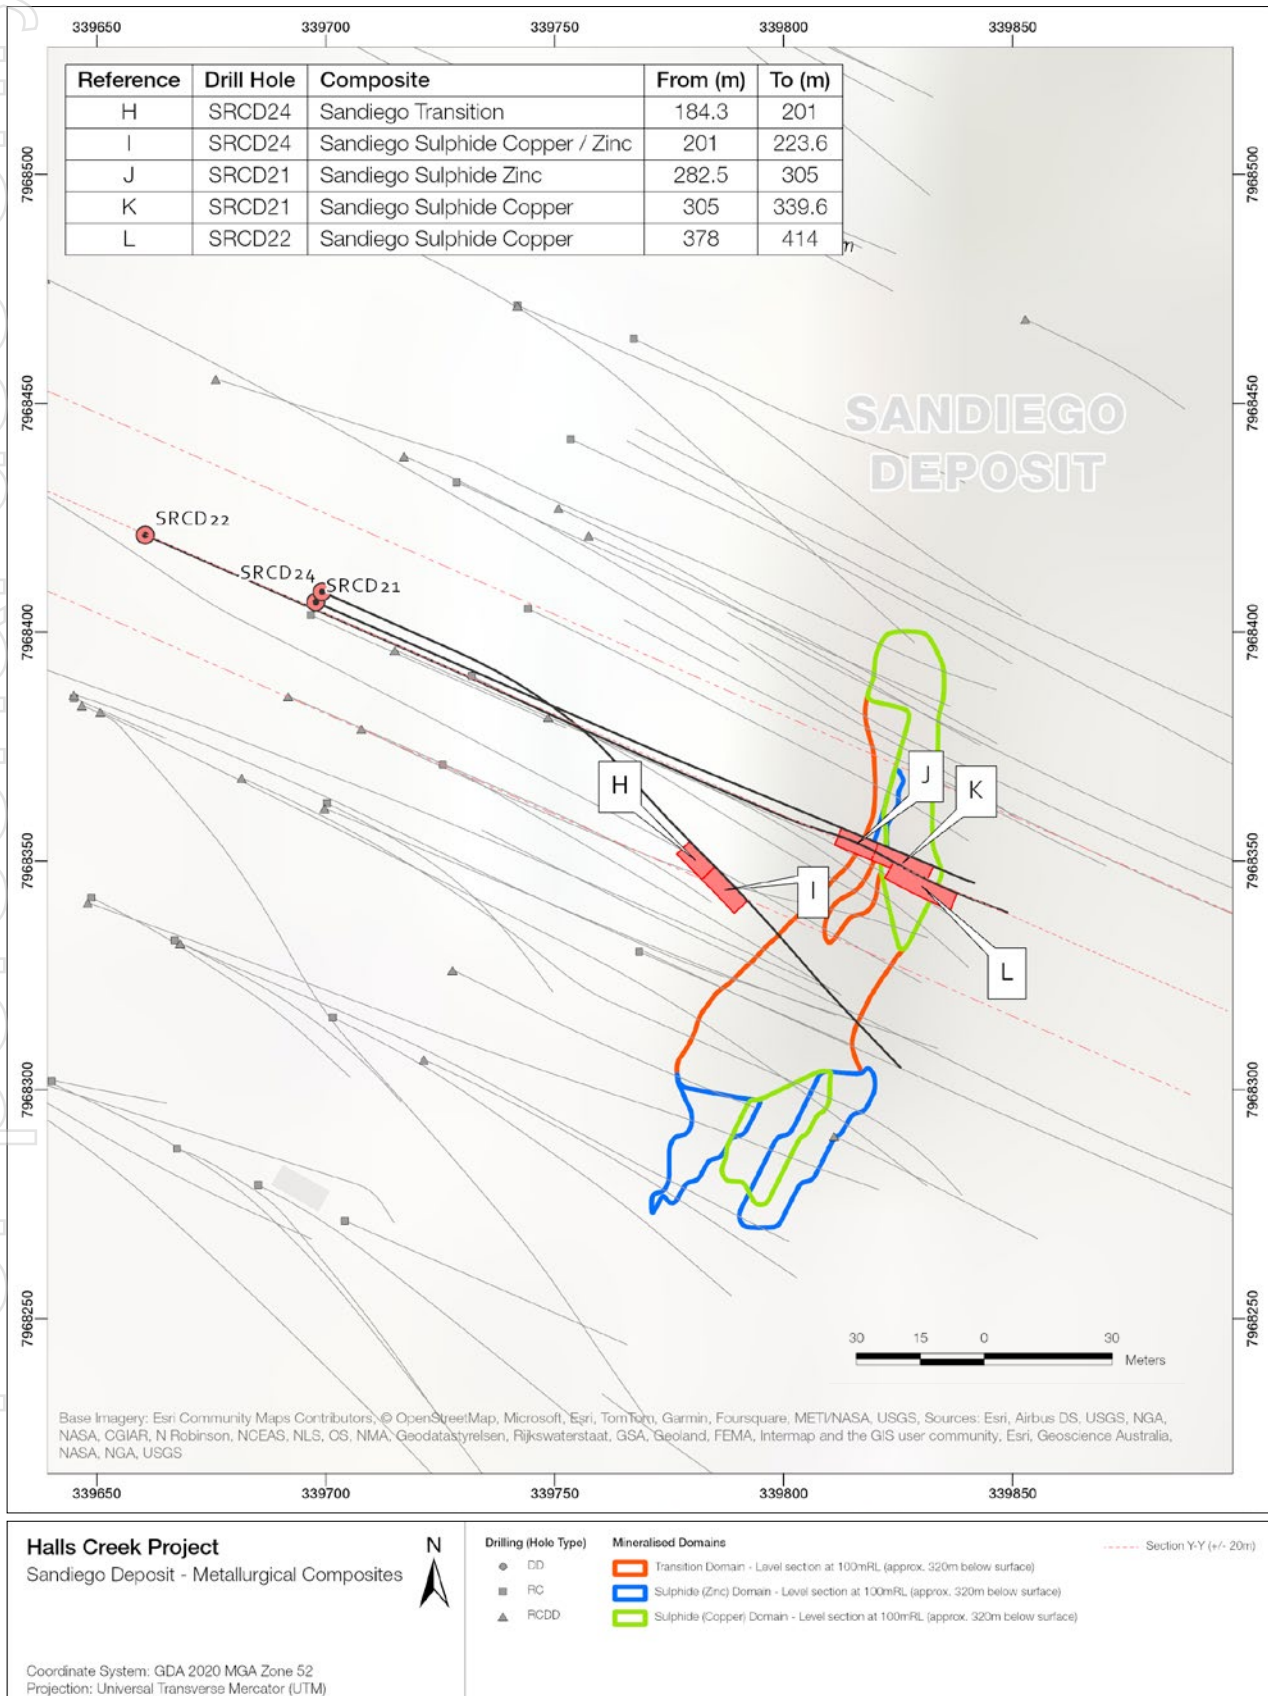 339650 339700 339750 339800 339850
Reference Drill Hole Composite From (m) To (m)
H SRCD24 Sandiego Transition 184.3 201
I SRCD24 Sandiego Sulphide Copper / Zinc 201 223.6
J SRCD21 Sandiego Sulphide Zinc 282.5 305
K SRCD21 Sandiego Sulphide Copper 305 339.6
L SRCD22 Sandiego Sulphide Copper 378 414
m
7968500 7968500
7968450 7968450
SANDIEGO
DEPOSIT
SRCD22
SRCD24
SRCD21
7968400 7968400
J
H
K
7968350 7968350
I
L
7968300 7968300
7968250 7968250
30 15 0 30
Meters
Base Imagery: Esri Community Maps Contributors, © OpenStreetMap, Microsoft, Esri, TomTom, Garmin, Foursquare, METI/NASA, USGS, Sources: Esri, Airbus DS, USGS, NGA,
NASA, CGIAR, N Robinson, NCEAS, NLS, OS, NMA, Geodatastyrelsen, Rijkswaterstaat, GSA, Geoland, FEMA, Intermap and the GIS user community, Esri, Geoscience Australia,
NASA, NGA, USGS
339650 339700 339750 339800 339850
Halls Creek Project
Sandiego Deposit - Metallurgical Composites
N
Coordinate System: GDA 2020 MGA Zone 52
Projection: Universal Transverse Mercator (UTM)
Drilling (Hole Type)
DD
RC
RCDD
Mineralised Domains
Transition Domain - Level section at 100mRL (approx. 320m below surface)
Sulphide (Zinc) Domain - Level section at 100mRL (approx. 320m below surface)
Sulphide (Copper) Domain - Level section at 100mRL (approx. 320m below surface)
Section Y-Y (+/- 20m)